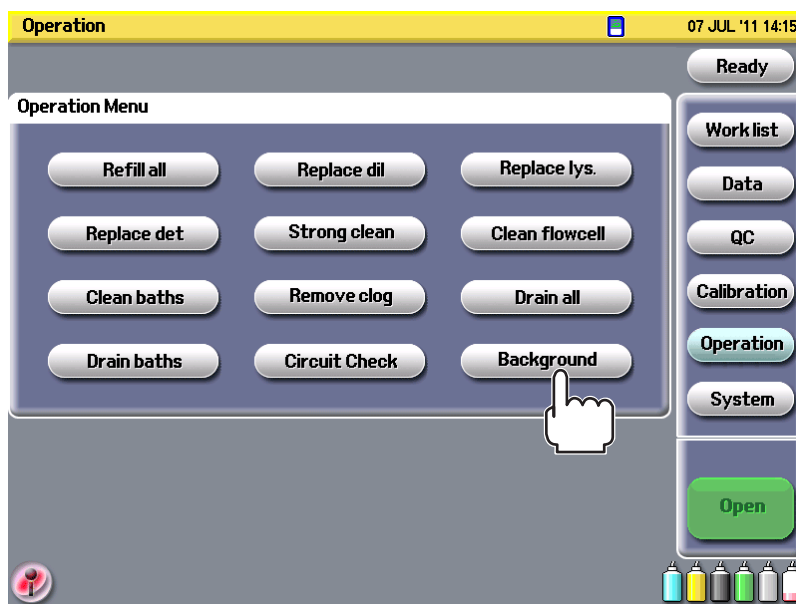 Operation
07 JUL '11 14:15
Ready
Operation Menu
Work list
Refill all
Replace dil
Replace lys.
Data
Replace det
Strong clean
Clean flowcell
QC
Clean baths
Remove clog
Drain all
Calibration
Drain baths
Circuit Check
Background
Operation
System
Open